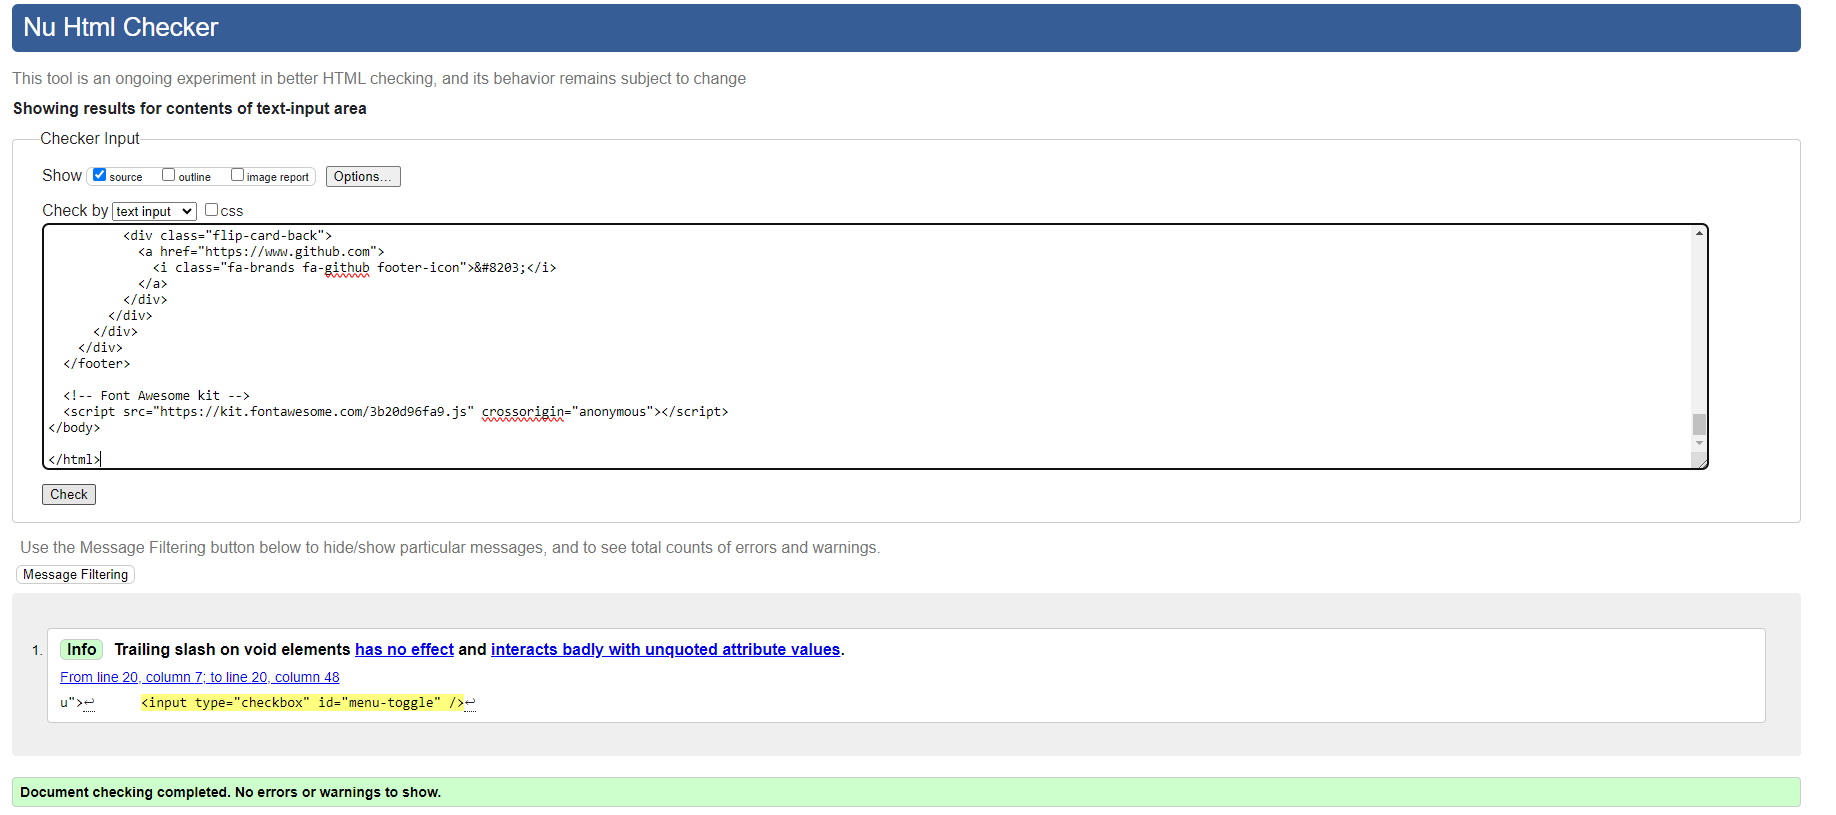 Nu Html Checker
This tool is an ongoing experiment in better HTML checking, and its behavior remains subject to change
Showing results for contents of text-input area
Checker Input
Show source outline image report Options...
Check by text input css
<div class="flip-card-back">
<a href="https://www.github.com">
<i class="fa-brands fa-github footer-icon">&#8203;</i>
</a>
</div>
</div>
</div>
</div>
</footer>
<!-- Font Awesome kit -->
<script src="https://kit.fontawesome.com/3b20d96fa9.js" crossorigin="anonymous"></script>
</body>
</html>
Check
Use the Message Filtering button below to hide/show particular messages, and to see total counts of errors and warnings.
Message Filtering
1. Info Trailing slash on void elements has no effect and interacts badly with unquoted attribute values.
From line 20, column 7; to line 20, column 48
u">↩ <input type="checkbox" id="menu-toggle" />↩
Document checking completed. No errors or warnings to show.